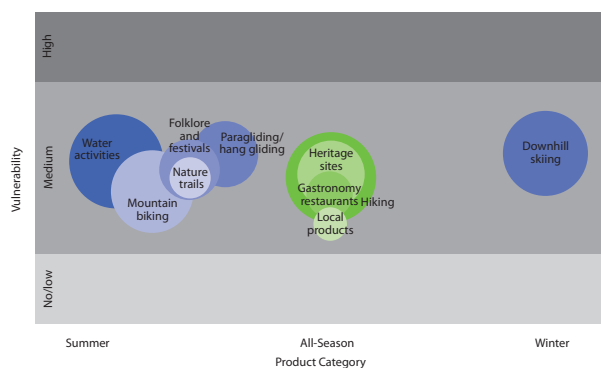 High
Medium
No/low
Vulnerability
Water
activities
Mountain
biking
Folklore
and
festivals
Nature
trails
Paragliding/
hang gliding
Heritage
sites
Gastronomy
restaurants
Hiking
Local
products
Downhill
skiing
Summer
All-Season
Winter
Product Category